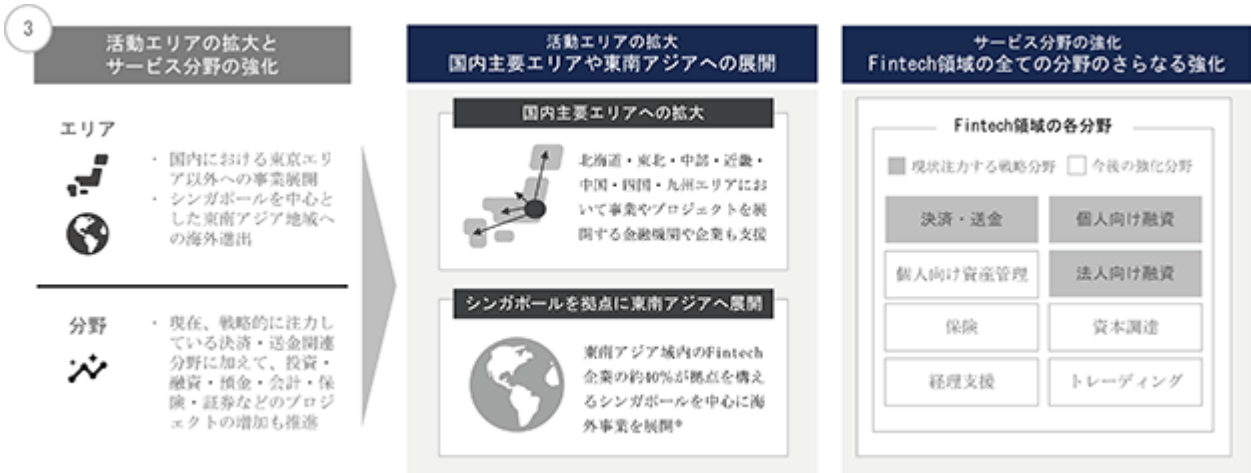 3
活動エリアの拡大と
サービス分野の強化
エリア
・ 国内における東京エリ
ア以外への事業展開
・ シンガポールを中心と
した東南アジア地域へ
の海外進出
分野
・ 現在、戦略的に注力し
ている決済・送金関連
分野に加えて、投資・
融資・預金・会計・保
険・証券などのプロジ
ェクトの増加も推進
活動エリアの拡大
国内主要エリアや東南アジアへの展開
国内主要エリアへの拡大
北海道・東北・中部・近畿・
中国・四国・九州エリアにお
いて事業やプロジェクトを展
開する金融機関や企業も支援
シンガポールを拠点に東南アジアへ展開
東南アジア域内のFintech
企業の約40%が拠点を構え
るシンガポールを中心に海
外事業を展開*
サービス分野の強化
Fintech領域の全ての分野のさらなる強化
Fintech領域の各分野
現状注力する戦略分野 今後の強化分野
決済・送金 個人向け融資
個人向け資産管理 法人向け融資
保険 資本調達
経理支援 トレーディング